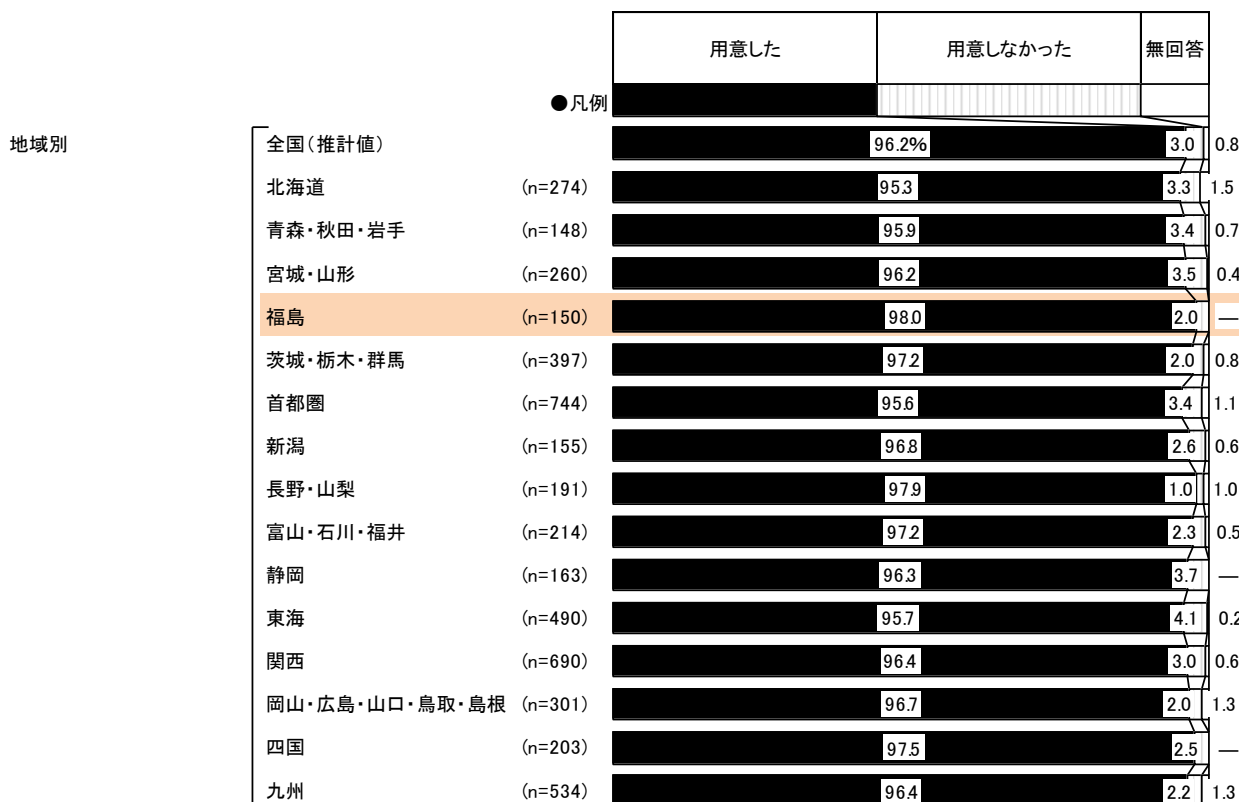 用意した 用意しなかった 無回答
●凡例
地域別
全国(推計値) 96.2% 3.0 0.8
北海道 (n=274) 95.3 3.3 1.5
青森・秋田・岩手 (n=148) 95.9 3.4 0.7
宮城・山形 (n=260) 96.2 3.5 0.4
福島 (n=150) 98.0 2.0 ―
茨城・栃木・群馬 (n=397) 97.2 2.0 0.8
首都圏 (n=744) 95.6 3.4 1.1
新潟 (n=155) 96.8 2.6 0.6
長野・山梨 (n=191) 97.9 1.0 1.0
富山・石川・福井 (n=214) 97.2 2.3 0.5
静岡 (n=163) 96.3 3.7 ―
東海 (n=490) 95.7 4.1 0.2
関西 (n=690) 96.4 3.0 0.6
岡山・広島・山口・鳥取・島根 (n=301) 96.7 2.0 1.3
四国 (n=203) 97.5 2.5 ―
九州 (n=534) 96.4 2.2 1.3